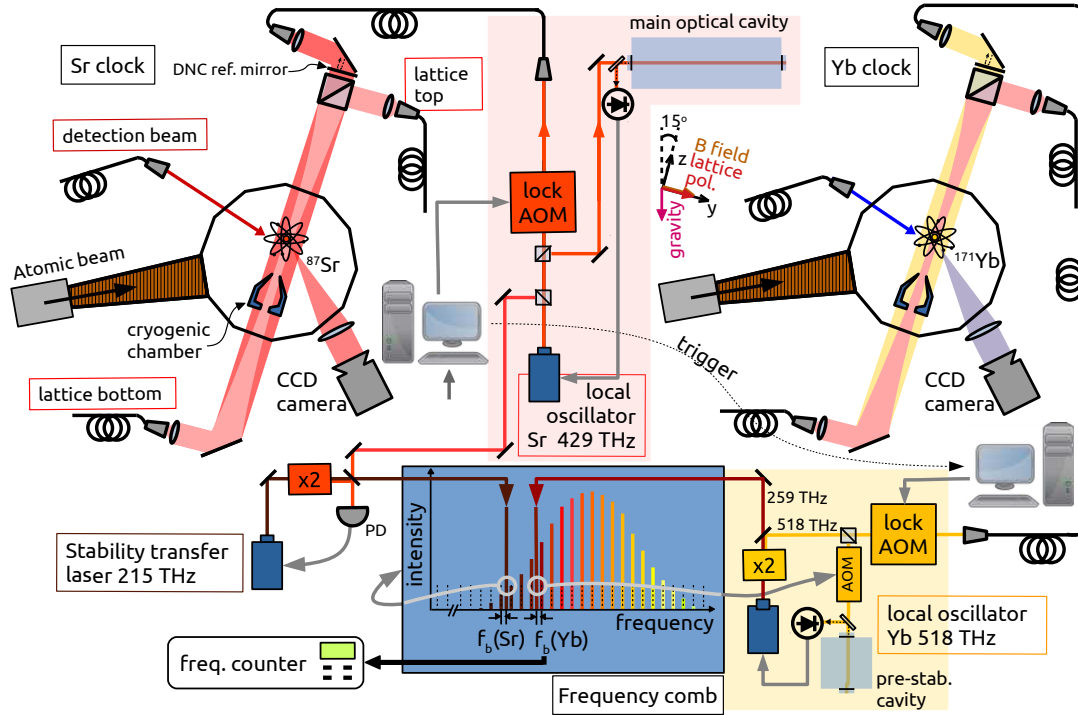 Sr clock
DNC ref. mirror
lattice
top
detection beam
Atomic beam
87Sr
cryogenic
chamber
lattice bottom
CCD
camera
main optical cavity
lock
AOM
15°
z
B field
lattice
pol.
y
gravity
local
oscillator
Sr 429 THz
trigger
Yb clock
171Yb
CCD
camera
x2
PD
Stability transfer
laser 215 THz
intensity
frequency
fb(Sr)
fb(Yb)
freq. counter
Frequency comb
259 THz
518 THz
x2
AOM
lock
AOM
local oscillator
Yb 518 THz
pre-stab.
cavity